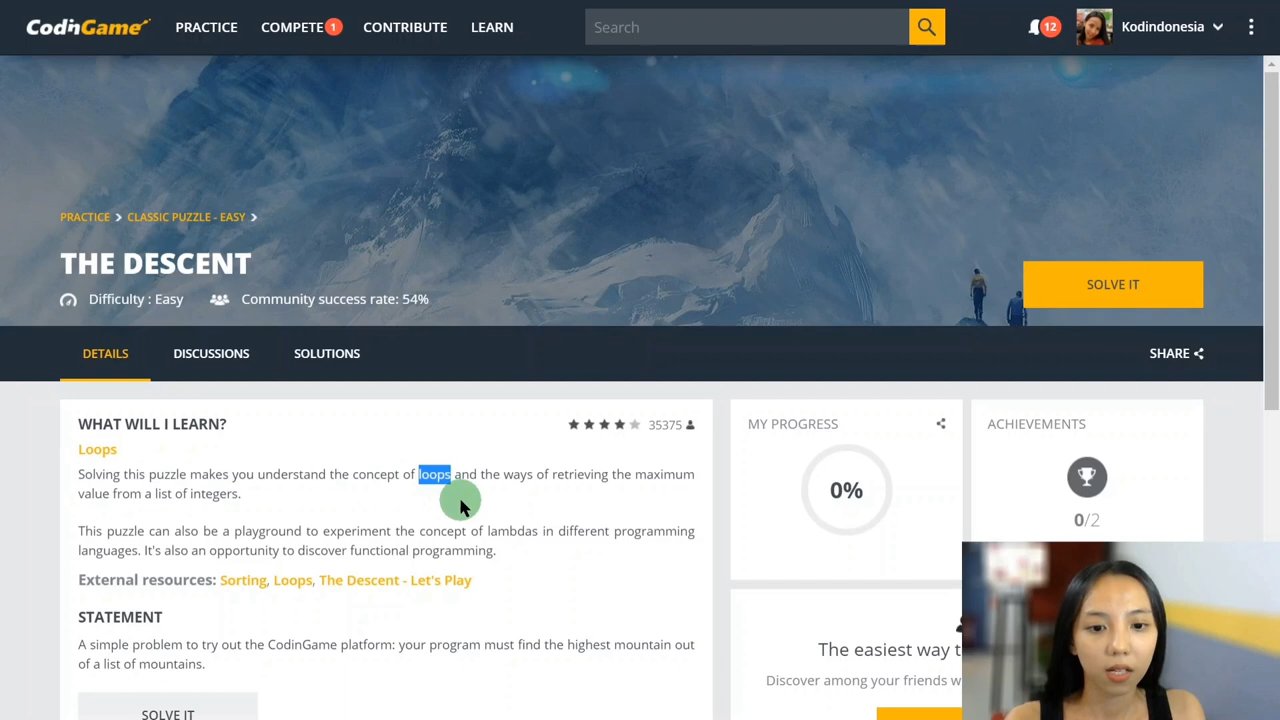 CodinGame PRACTICE COMPETE 1 CONTRIBUTE LEARN Search 12 Kodindonesia
PRACTICE CLASSIC PUZZLE - EASY
THE DESCENT
Difficulty : Easy Community success rate: 54%
SOLVE IT
DETAILS DISCUSSIONS SOLUTIONS SHARE
WHAT WILL I LEARN? 35375
Loops
Solving this puzzle makes you understand the concept of loops and the ways of retrieving the maximum
value from a list of integers.
This puzzle can also be a playground to experiment the concept of lambdas in different programming
languages. It's also an opportunity to discover functional programming.
External resources: Sorting, Loops, The Descent - Let's Play
STATEMENT
A simple problem to try out the CodinGame platform: your program must find the highest mountain out
of a list of mountains.
SOLVE IT
MY PROGRESS
0%
ACHIEVEMENTS
0/2
The easiest way t
Discover among your friends w